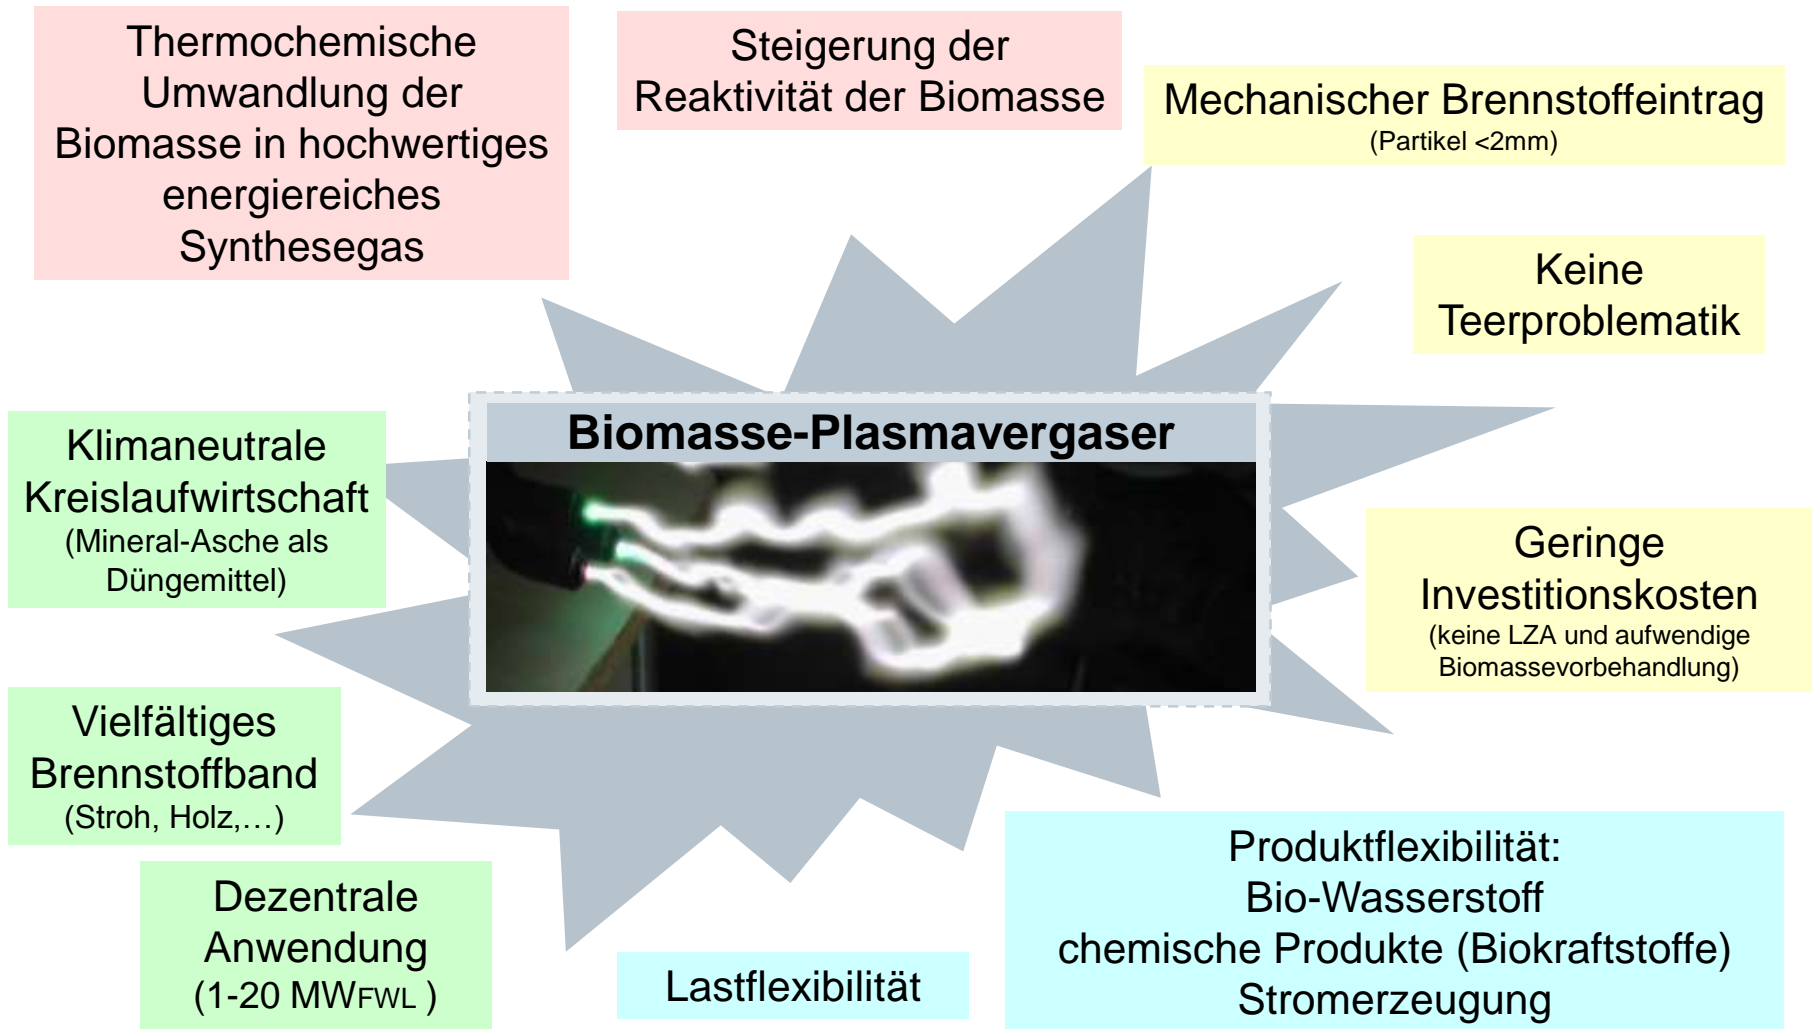 Thermochemische
Umwandlung der
Biomasse in hochwertiges
energiereiches
Synthesegas
Steigerung der
Reaktivität der Biomasse
Mechanischer Brennstoffeintrag
(Partikel <2mm)
Keine
Teerproblematik
Biomasse-Plasmavergaser
Klimaneutrale
Kreislaufwirtschaft
(Mineral-Asche als
Düngemittel)
Geringe
Investitionskosten
(keine LZA und aufwendige
Biomassevorbehandlung)
Vielfältiges
Brennstoffband
(Stroh, Holz,…)
Dezentrale
Anwendung
(1-20 MWFWL )
Lastflexibilität
Produktflexibilität:
Bio-Wasserstoff
chemische Produkte (Biokraftstoffe)
Stromerzeugung